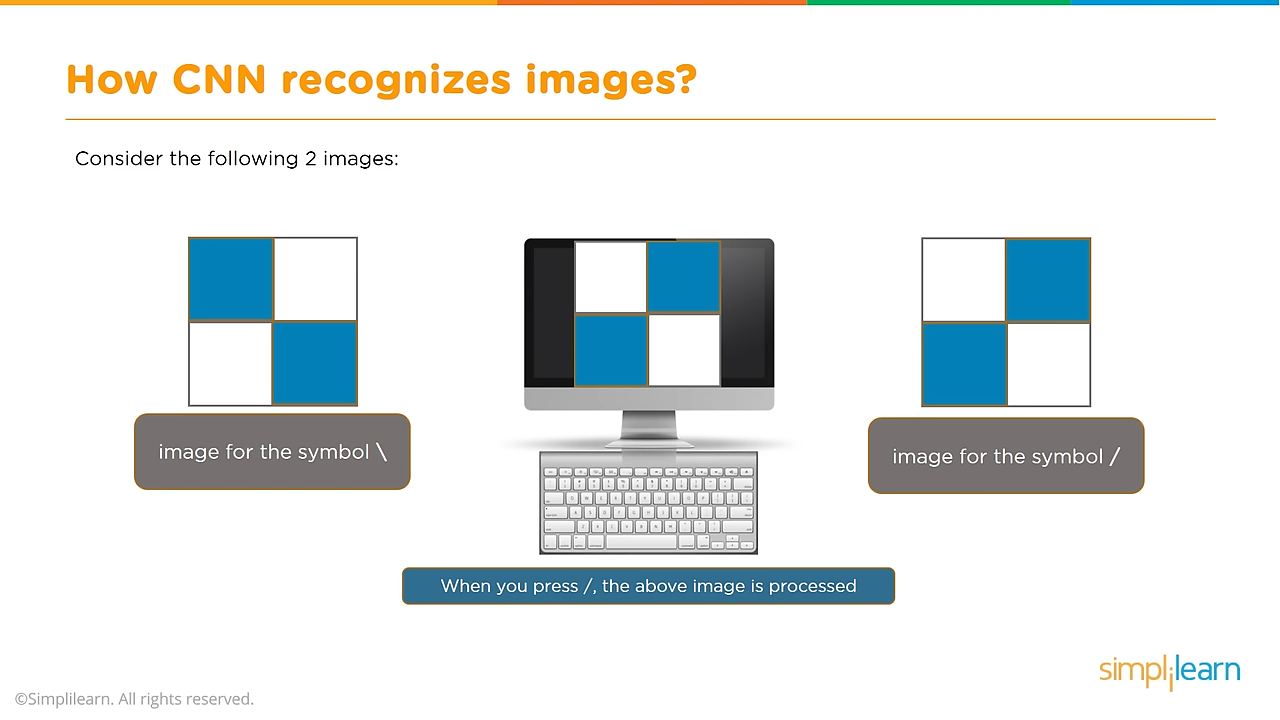 How CNN recognizes images?
Consider the following 2 images:
image for the symbol \
image for the symbol /
When you press /, the above image is processed
simplilearn
©Simplilearn. All rights reserved.